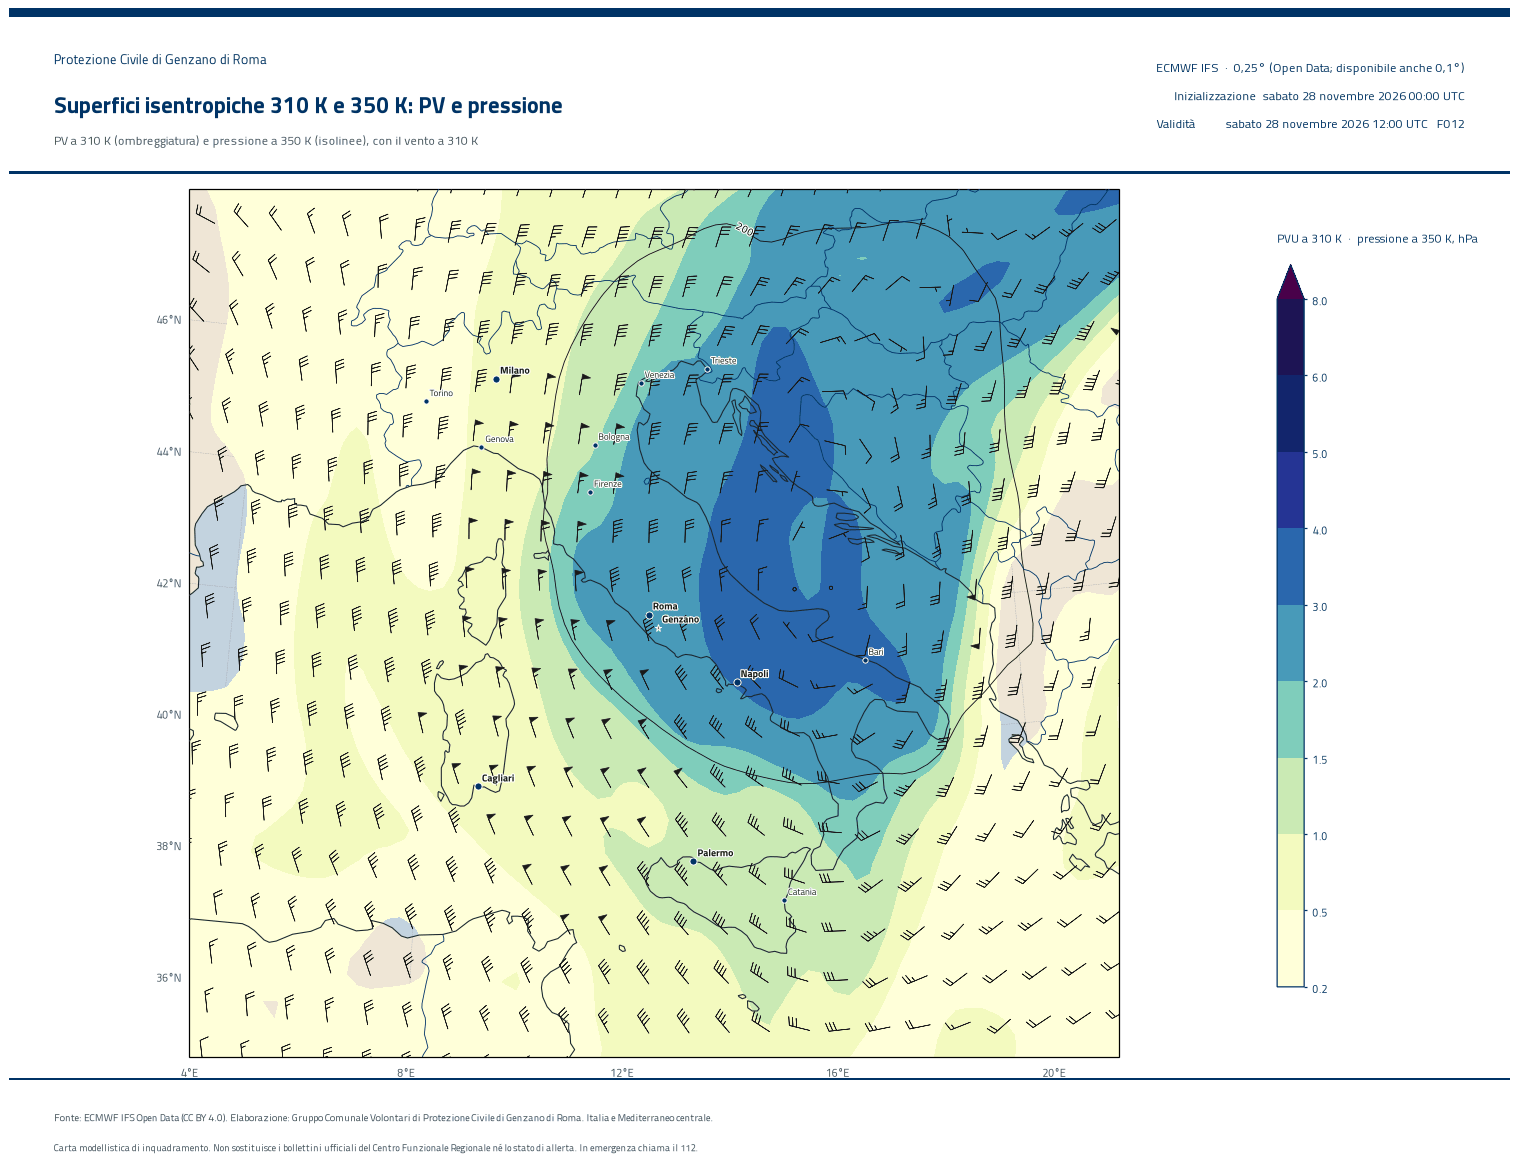 Protezione Civile di Genzano di Roma
Superfici isentropiche 310 K e 350 K: PV e pressione
PV a 310 K (ombreggiatura) e pressione a 350 K (isolinee), con il vento a 310 K
ECMWF IFS · 0,25° (Open Data; disponibile anche 0,1°)
Inizializzazione sabato 28 novembre 2026 00:00 UTC
Validità sabato 28 novembre 2026 12:00 UTC F012
PVU a 310 K · pressione a 350 K, hPa
8.0
6.0
5.0
4.0
3.0
2.0
1.5
1.0
0.5
0.2
200
46°N
44°N
42°N
40°N
38°N
36°N
4°E
8°E
12°E
16°E
20°E
Trieste
Milano
Venezia
Torino
Bologna
Genova
Firenze
Roma
Genzano
Bari
Napoli
Cagliari
Palermo
Catania
Fonte: ECMWF IFS Open Data (CC BY 4.0). Elaborazione: Gruppo Comunale Volontari di Protezione Civile di Genzano di Roma. Italia e Mediterraneo centrale.
Carta modellistica di inquadramento. Non sostituisce i bollettini ufficiali del Centro Funzionale Regionale né lo stato di allerta. In emergenza chiama il 112.